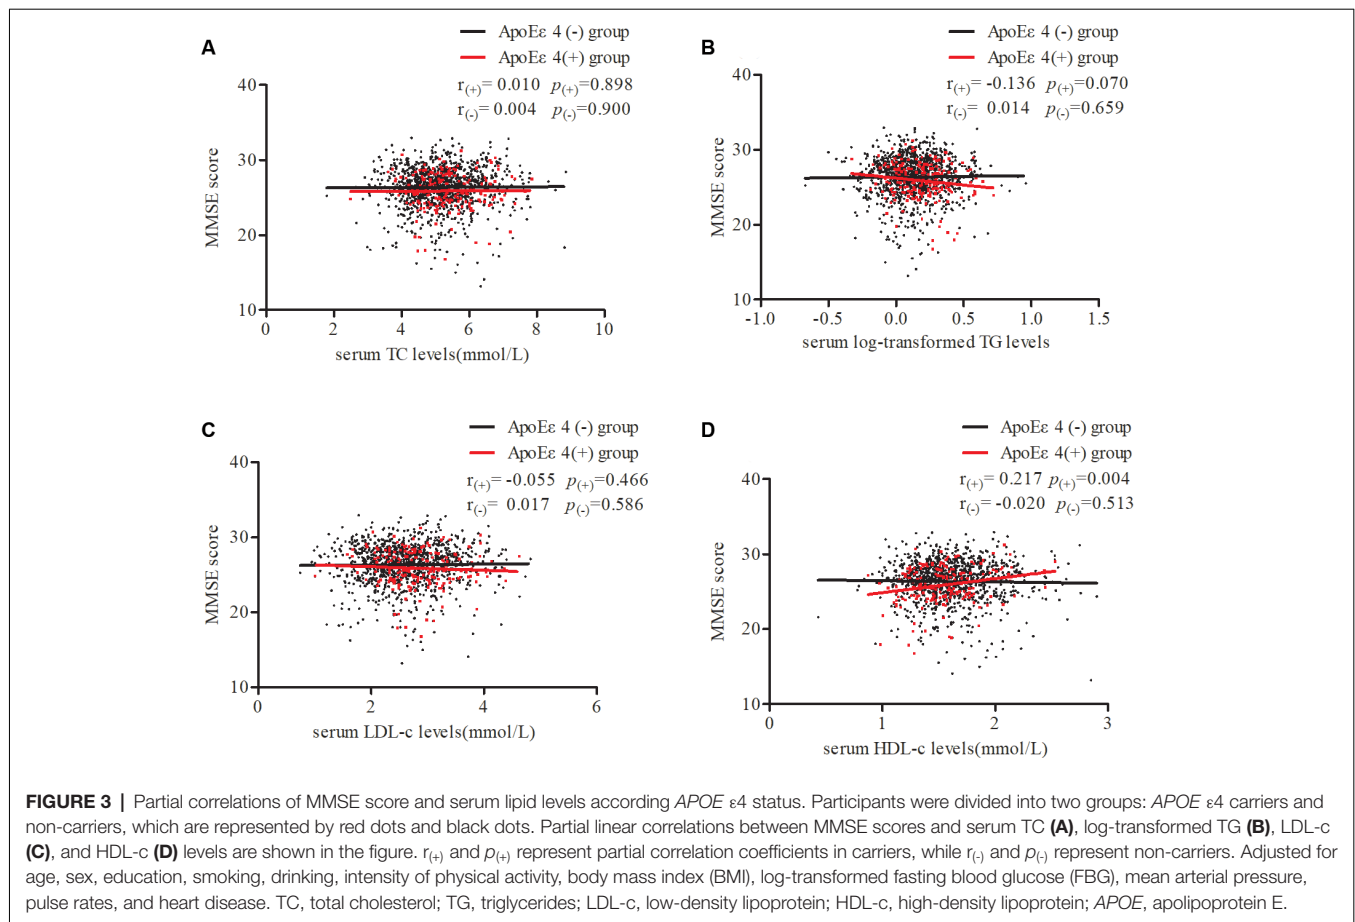 A
ApoEε 4 (-) group
ApoEε 4(+) group
r(+)= 0.010 p(+)=0.898
r(-)= 0.004 p(-)=0.900
40
30
20
10
MMSE score
0 2 4 6 8 10
serum TC levels(mmol/L)
B
ApoEε 4 (-) group
ApoEε 4(+) group
r(+)= -0.136 p(+)=0.070
r(-)= 0.014 p(-)=0.659
40
30
20
10
MMSE score
-1.0 -0.5 0.0 0.5 1.0 1.5
serum log-transformed TG levels
C
ApoEε 4 (-) group
ApoEε 4(+) group
r(+)= -0.055 p(+)=0.466
r(-)= 0.017 p(-)=0.586
40
30
20
10
MMSE score
0 2 4 6
serum LDL-c levels(mmol/L)
D
ApoEε 4 (-) group
ApoEε 4(+) group
r(+)= 0.217 p(+)=0.004
r(-)= -0.020 p(-)=0.513
40
30
20
10
MMSE score
0 1 2 3
serum HDL-c levels(mmol/L)
FIGURE 3 | Partial correlations of MMSE score and serum lipid levels according APOE ε4 status. Participants were divided into two groups: APOE ε4 carriers and
non-carriers, which are represented by red dots and black dots. Partial linear correlations between MMSE scores and serum TC (A), log-transformed TG (B), LDL-c
(C), and HDL-c (D) levels are shown in the figure. r(+) and p(+) represent partial correlation coefficients in carriers, while r(-) and p(-) represent non-carriers. Adjusted for
age, sex, education, smoking, drinking, intensity of physical activity, body mass index (BMI), log-transformed fasting blood glucose (FBG), mean arterial pressure,
pulse rates, and heart disease. TC, total cholesterol; TG, triglycerides; LDL-c, low-density lipoprotein; HDL-c, high-density lipoprotein; APOE, apolipoprotein E.